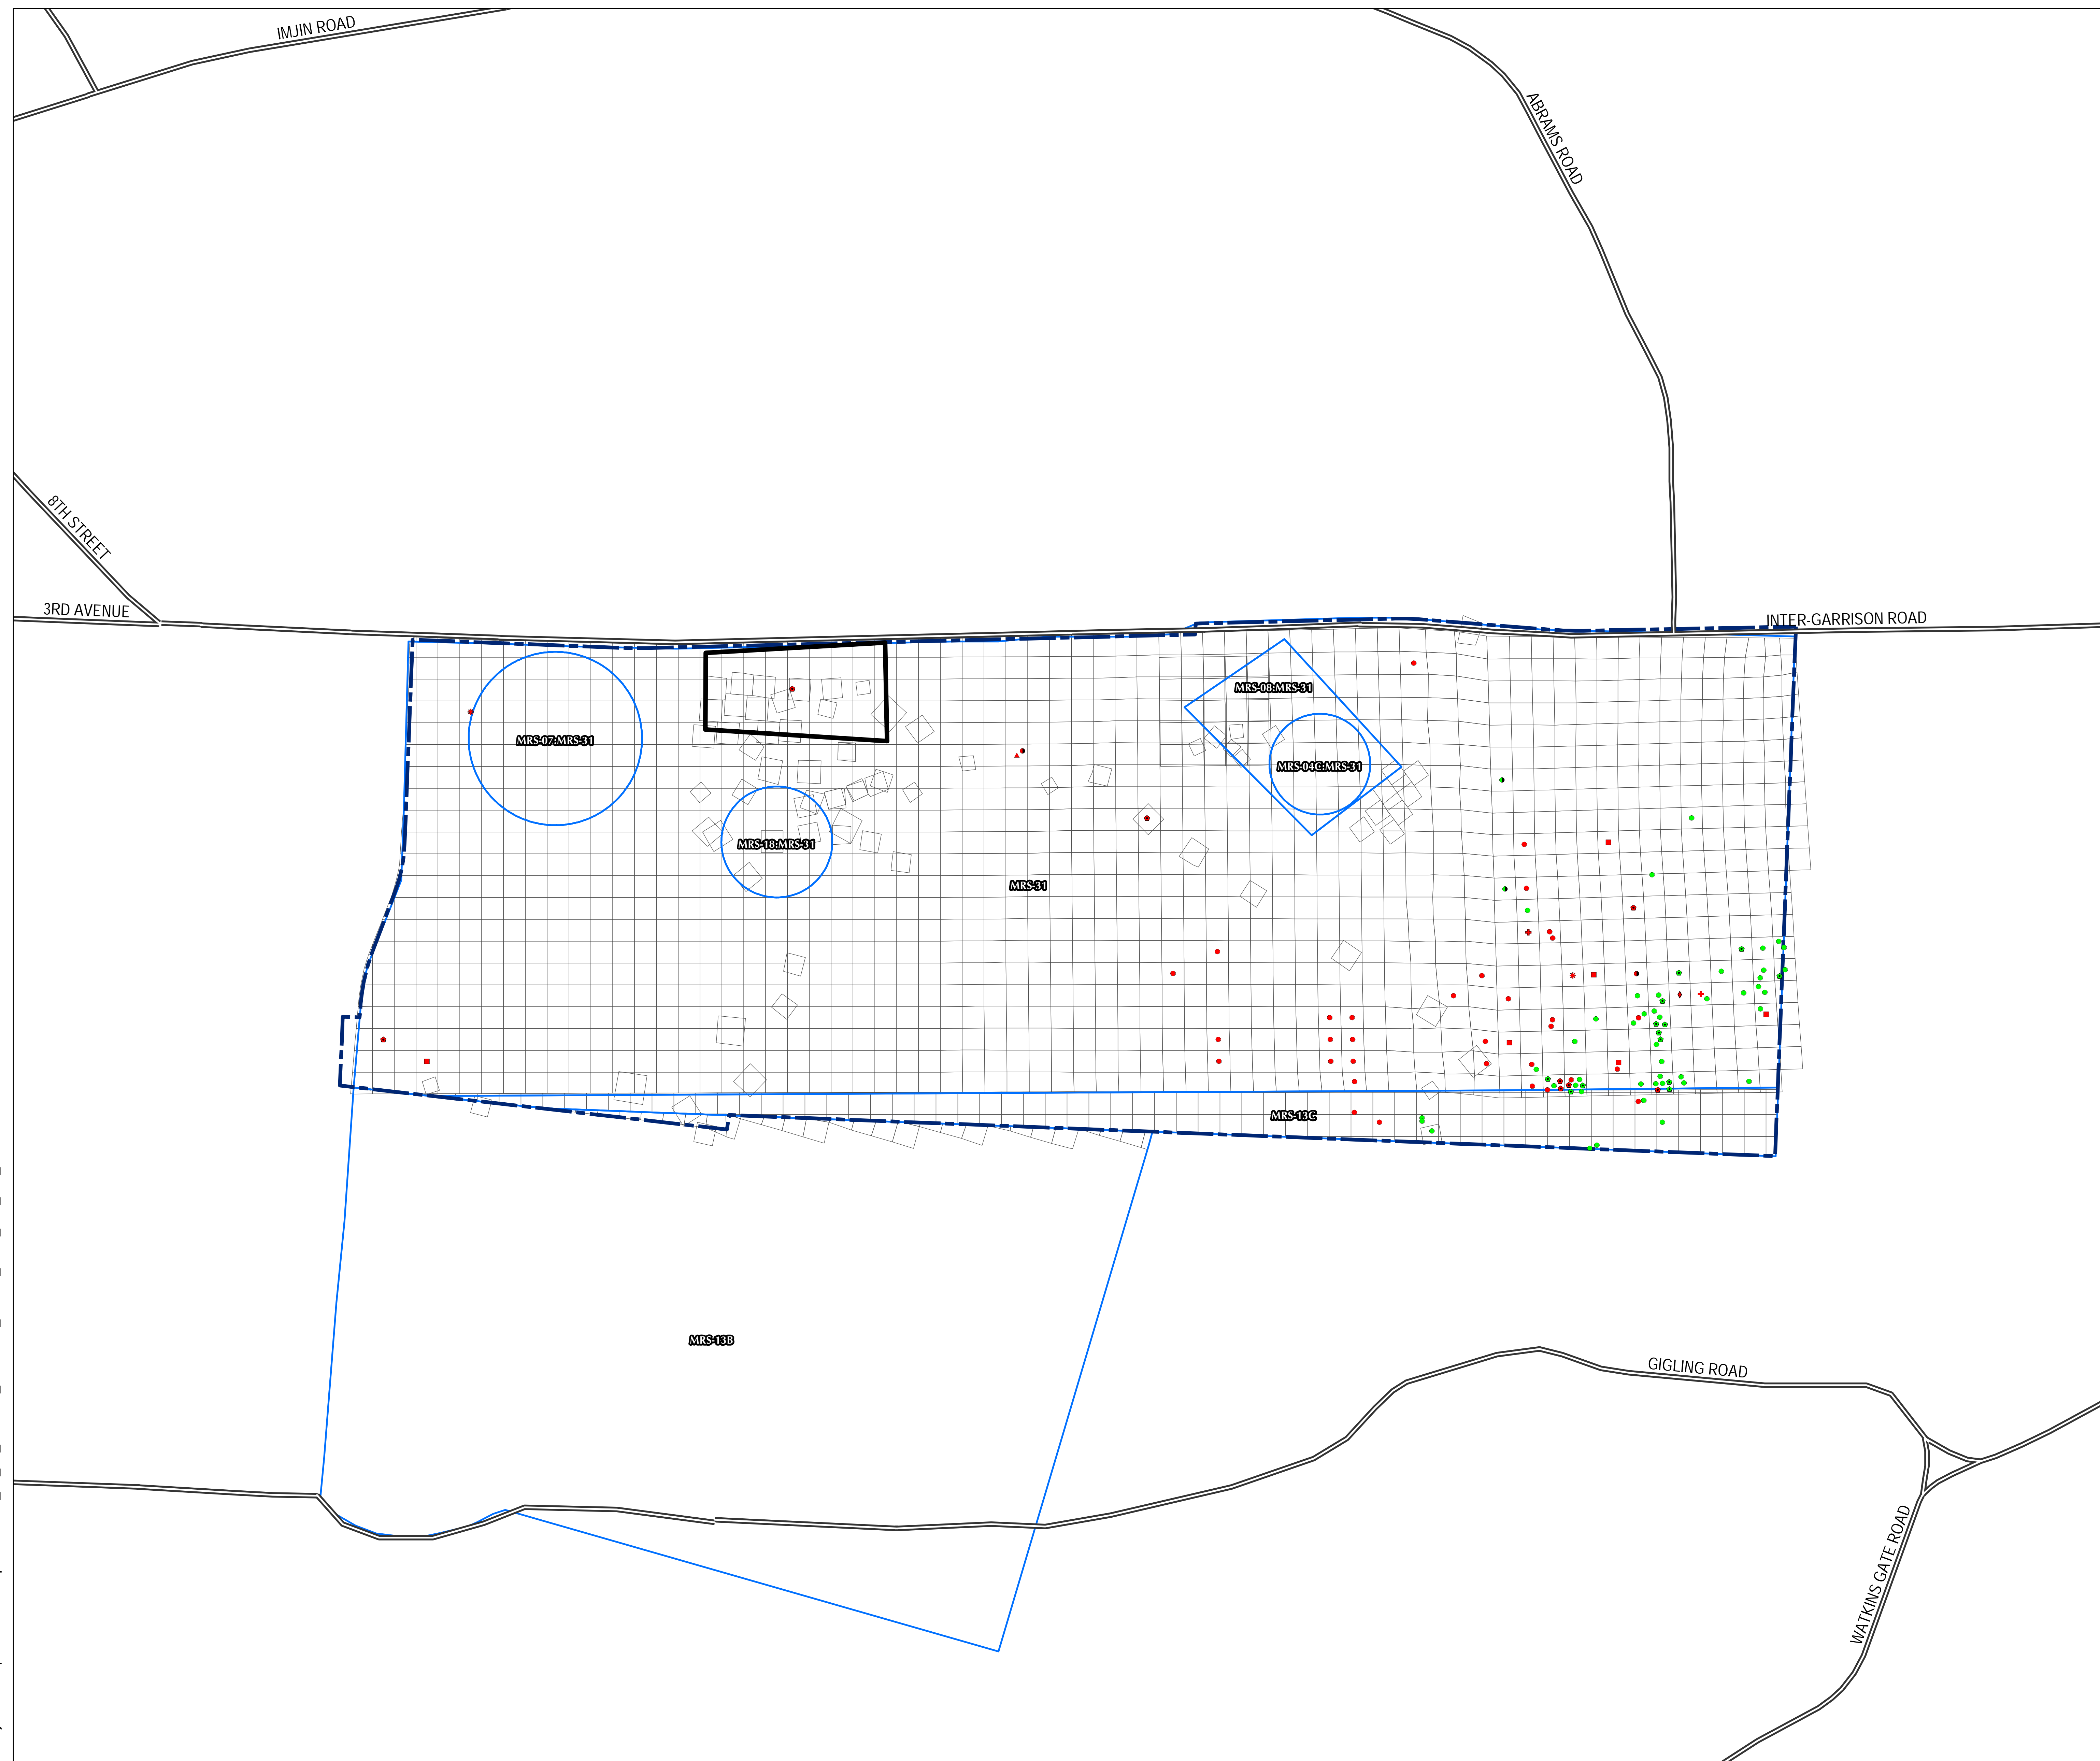 IMJIN ROAD
ABRAMS ROAD
8TH STREET
3RD AVENUE
INTER-GARRISON ROAD
MRS-08:MRS-31
MRS-07:MRS-31
MRS-04C:MRS-31
MRS-18:MRS-31
MRS-31
MRS-13C
MRS-13B
GIGLING ROAD
WATKINS GATE ROAD